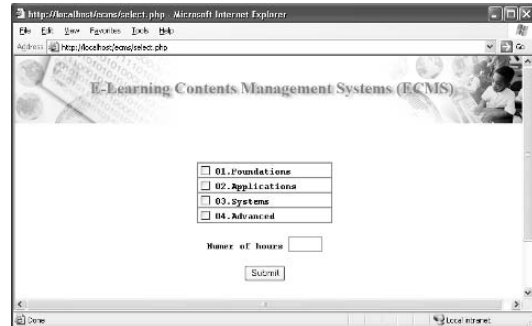 http://localhost/ecms/select.php - Microsoft Internet Explorer
File Edit View Favorites Tools Help
Address http://localhost/ecms/select.php Go
E-Learning Contents Management Systems (ECMS)
01.Foundations
02.Applications
03.Systems
04.Advanced
Numer of hours
Submit
Done Local intranet